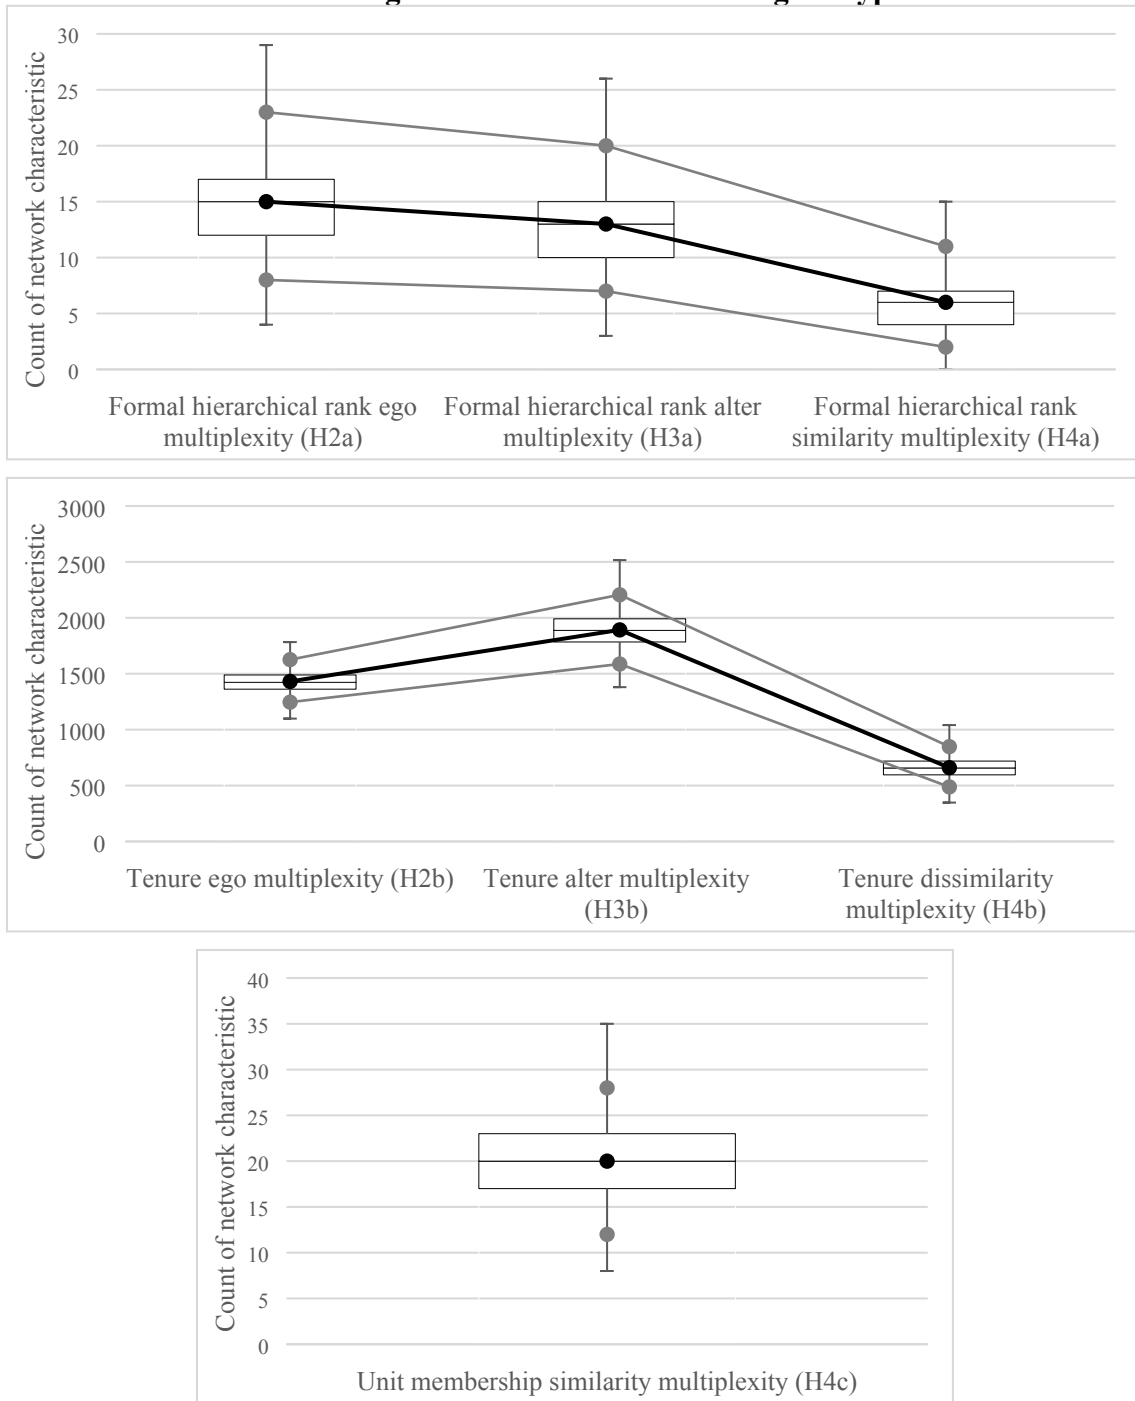 30
25
20
15
10
5
0
Count of network characteristic
Formal hierarchical rank ego
multiplexity (H2a)
Formal hierarchical rank alter
multiplexity (H3a)
Formal hierarchical rank
similarity multiplexity (H4a)
3000
2500
2000
1500
1000
500
0
Count of network characteristic
Tenure ego multiplexity (H2b)
Tenure alter multiplexity
(H3b)
Tenure dissimilarity
multiplexity (H4b)
40
35
30
25
20
15
10
5
0
Count of network characteristic
Unit membership similarity multiplexity (H4c)